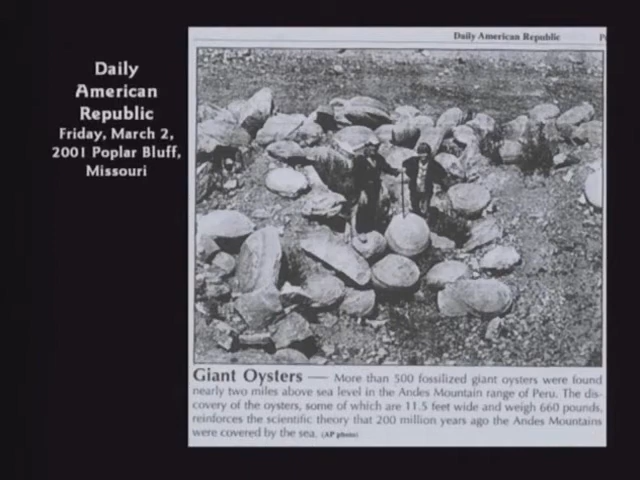 Daily American Republic
Daily
American
Republic
Friday, March 2,
2001 Poplar Bluff,
Missouri
Giant Oysters — More than 500 fossilized giant oysters were found
nearly two miles above sea level in the Andes Mountain range of Peru. The dis-
covery of the oysters, some of which are 11.5 feet wide and weigh 660 pounds,
reinforces the scientific theory that 200 million years ago the Andes Mountains
were covered by the sea. (AP photo)